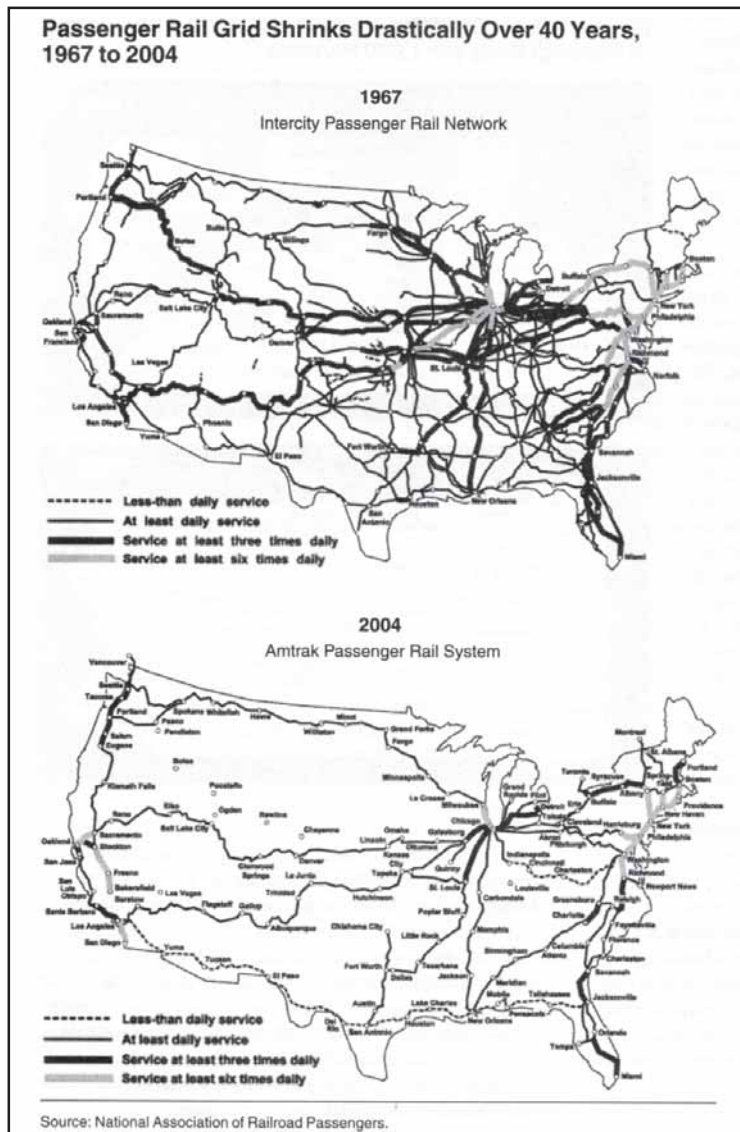 Passenger Rail Grid Shrinks Drastically Over 40 Years,
1967 to 2004
1967
Intercity Passenger Rail Network
Seattle
Portland
Butte
Billings
Fargo
Boise
Buffalo
Boston
Detroit
Reno
Salt Lake City
New York
Philadelphia
Oakland
Sacramento
San
Francisco
Denver
Washington
Richmond
Norfolk
Las Vegas
St. Louis
Los Angeles
San Diego
Yuma
Phoenix
El Paso
Fort Worth
Savannah
Jacksonville
San
Antonio
Houston
New Orleans
Miami
Less-than daily service
At least daily service
Service at least three times daily
Service at least six times daily
2004
Amtrak Passenger Rail System
Vancouver
Seattle
Tacoma
Spokane
Whitefish
Havre
Williston
Minot
Grand Forks
Fargo
Portland
Pasco
Pendleton
Salem
Eugene
Montreal
St. Albans
Portland
Boise
Minneapolis
Toronto
Syracuse
Spring-
field
Boston
Klamath Falls
Pocatello
La Crosse
Milwaukee
Grand
Rapids
Flint
Buffalo
Albany
Providence
New Haven
Reno
Elko
Ogden
Rawlins
Cheyenne
Chicago
Detroit
Toledo
Erie
Cleveland
Harrisburg
New York
Philadelphia
Oakland
Sacramento
Stockton
Salt Lake City
Lincoln
Omaha
Ottumwa
Galesburg
Akron
Pittsburgh
San Jose
Glenwood
Springs
Denver
Kansas
City
Quincy
Indianapolis
Cincinnati
Washington
Richmond
Fresno
La Junta
Topeka
Charleston
Newport News
San
Luis
Obispo
Bakersfield
Las Vegas
Trinidad
Hutchinson
St. Louis
Louisville
Greensboro
Raleigh
Santa Barbara
Barstow
Flagstaff
Gallup
Poplar Bluff
Carbondale
Charlotte
Fayetteville
Los Angeles
Albuquerque
Oklahoma City
Memphis
Florence
San Diego
Little Rock
Birmingham
Atlanta
Columbia
Charleston
Yuma
Tucson
Fort Worth
Dallas
Texarkana
Jackson
Meridian
Savannah
El Paso
Austin
Lake Charles
Mobile
Tallahassee
Jacksonville
Del
Rio
San Antonio
Houston
New Orleans
Pensacola
Orlando
Tampa
Miami
Less-than daily service
At least daily service
Service at least three times daily
Service at least six times daily
Source: National Association of Railroad Passengers.